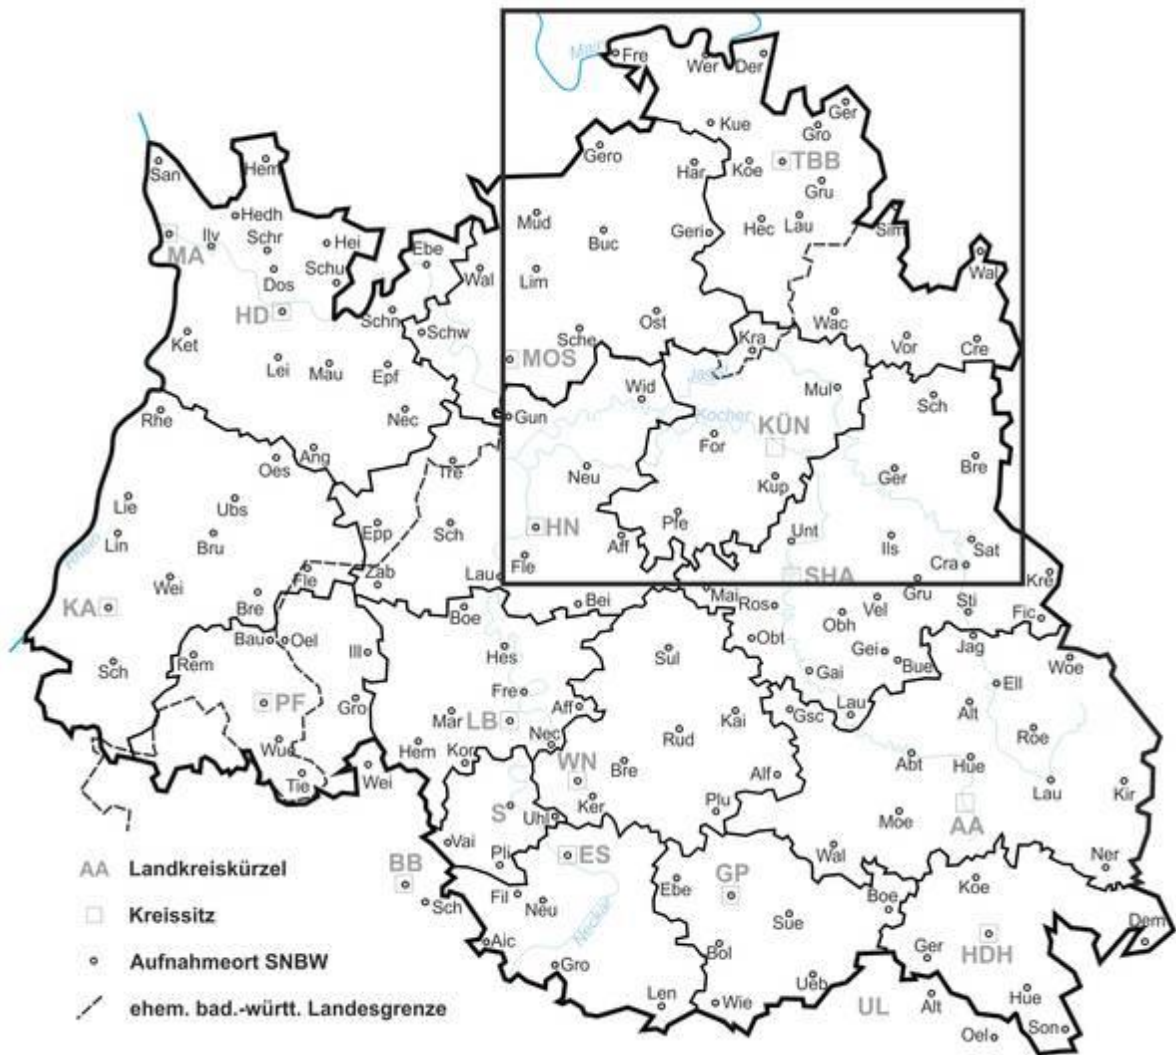 Main
Fre
Wer
Der
Ger
Kue
Gro
Gero
Har
Koe
TBB
Gru
San
Hem
Hedh
Mud
Buc
Geri
Hec
Lau
Sim
MA
Ilv
Schr
Hei
Ebe
Wal
Lim
Wal
Dos
Schu
HD
Schn
Schw
Sche
Ost
Wac
Kra
Vor
Cre
Ket
Lei
Mau
Epf
MOS
Jagst
Mul
Sch
Rhe
Nec
Gun
Wid
Kocher
KÜN
For
Oes
Ang
Tre
Neu
Kup
Ger
Bre
Lie
Ubs
Epp
Sch
HN
Pfe
Unt
Ils
Sat
Rhein
Lin
Bru
Aff
Cra
Wei
Fle
Zab
Lau
Fle
SHA
Kre
KA
Bre
Boe
Bei
Mai
Ros
Vel
Gru
Sti
Fic
Bau
Oel
Ill
Hes
Sul
Obt
Obh
Gei
Bue
Jag
Woe
Sch
Rem
PF
Gro
Fre
Aff
Gai
Ell
Mar
LB
Kai
Gsc
Lau
Alt
Roe
Wue
Hem
Kor
Nec
Rud
Tie
Wei
WN
Bre
Alf
Abt
Hue
Lau
Kir
S
Uhl
Ker
Plu
Moe
AA
Vai
Pli
ES
Wal
Ner
BB
Fil
Neu
Ebe
GP
Boe
Koe
Sch
Neckar
Sue
Dem
Aic
Bol
Ger
HDH
Gro
Ueb
Len
Wie
UL
Alt
Hue
Oel
Son
AA Landkreiskürzel
Kreissitz
Aufnahmeort SNBW
ehem. bad.-württ. Landesgrenze